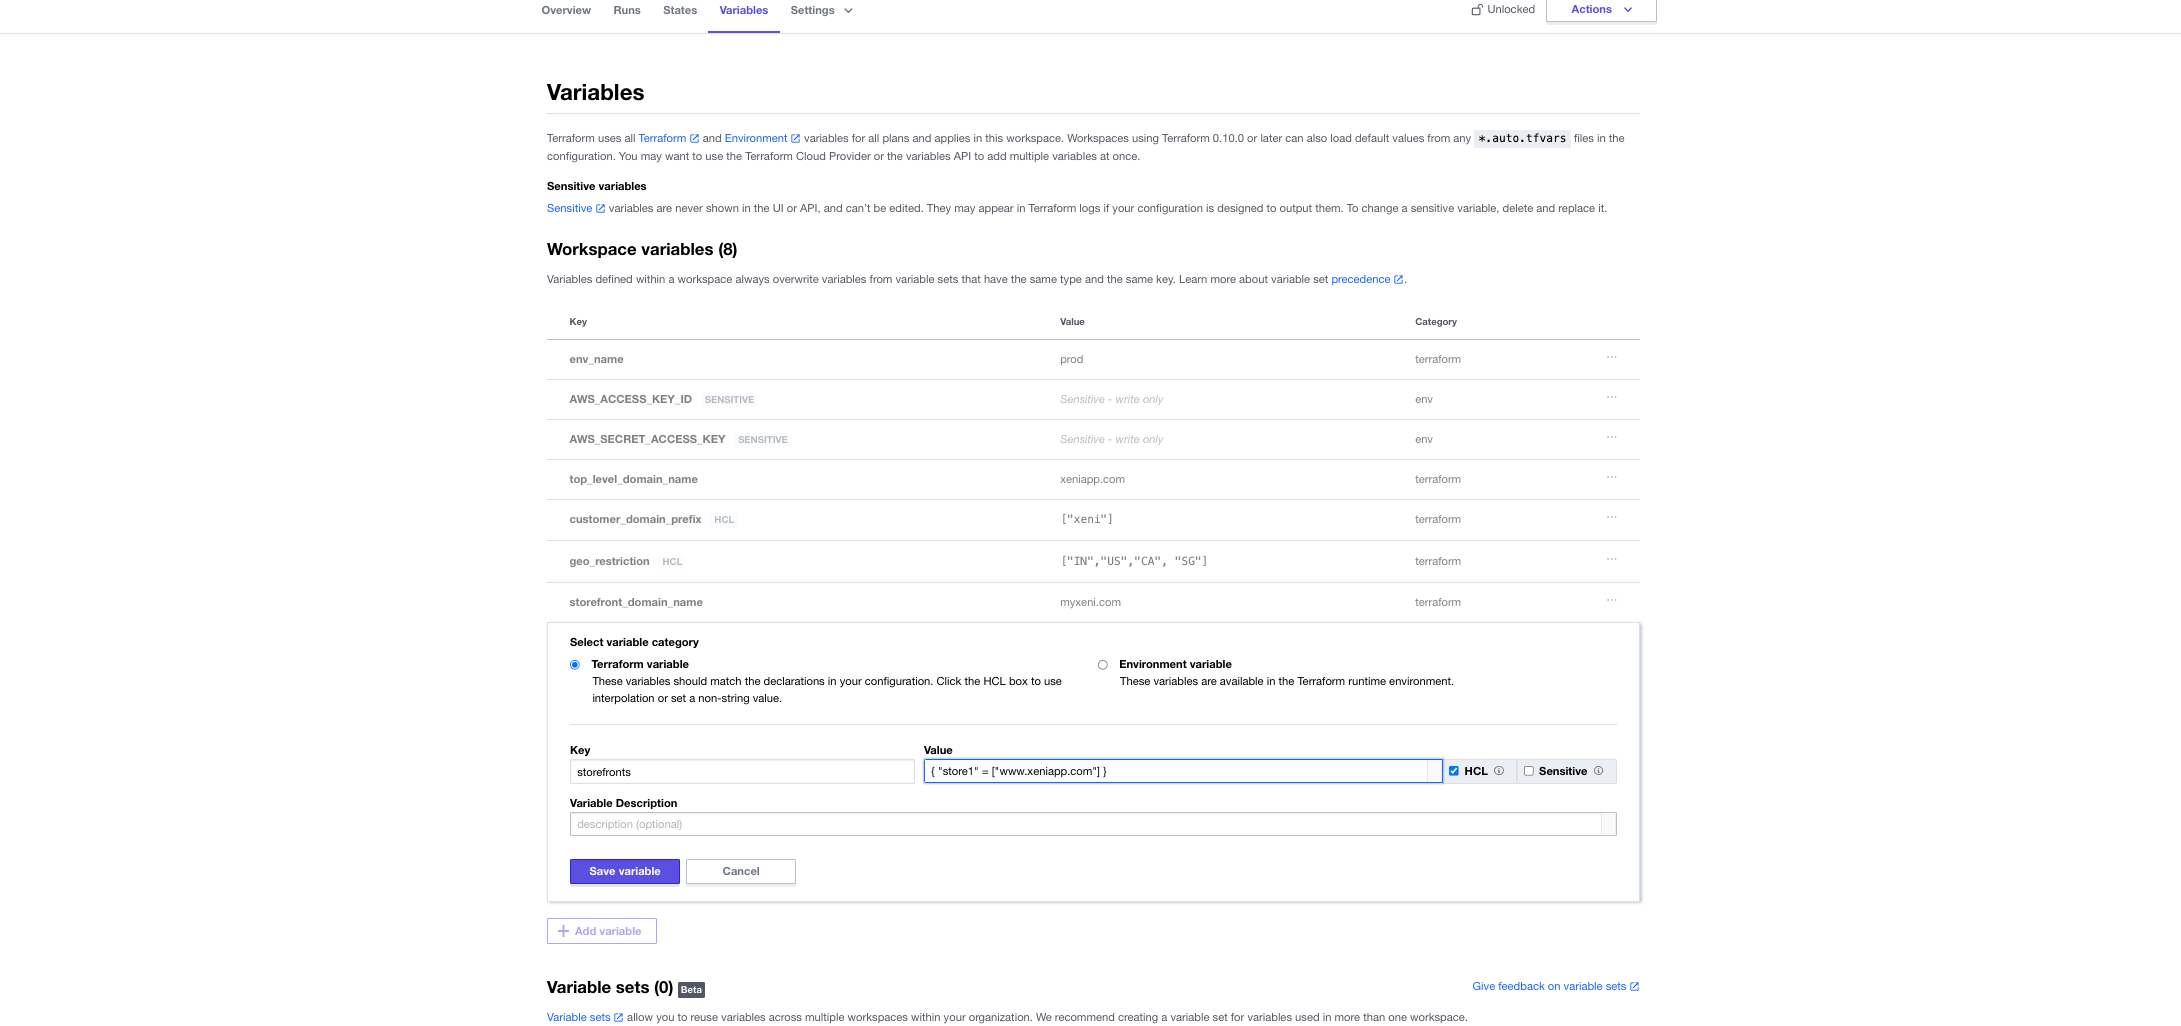 Overview Runs States Variables Settings Unlocked Actions
Variables
Terraform uses all Terraform and Environment variables for all plans and applies in this workspace. Workspaces using Terraform 0.10.0 or later can also load default values from any *.auto.tfvars files in the
configuration. You may want to use the Terraform Cloud Provider or the variables API to add multiple variables at once.
Sensitive variables
Sensitive variables are never shown in the UI or API, and can't be edited. They may appear in Terraform logs if your configuration is designed to output them. To change a sensitive variable, delete and replace it.
Workspace variables (8)
Variables defined within a workspace always overwrite variables from variable sets that have the same type and the same key. Learn more about variable set precedence.
Key Value Category
env_name prod terraform ...
AWS_ACCESS_KEY_ID SENSITIVE Sensitive - write only env ...
AWS_SECRET_ACCESS_KEY SENSITIVE Sensitive - write only env ...
top_level_domain_name xeniapp.com terraform ...
customer_domain_prefix HCL ["xeni"] terraform ...
geo_restriction HCL ["IN","US","CA", "SG"] terraform ...
storefront_domain_name myxeni.com terraform ...
Select variable category
Terraform variable Environment variable
These variables should match the declarations in your configuration. Click the HCL box to use These variables are available in the Terraform runtime environment.
interpolation or set a non-string value.
Key Value
storefronts { "store1" = ["www.xeniapp.com"] } HCL Sensitive
Variable Description
description (optional)
Save variable Cancel
+ Add variable
Variable sets (0) Beta Give feedback on variable sets
Variable sets allow you to reuse variables across multiple workspaces within your organization. We recommend creating a variable set for variables used in more than one workspace.